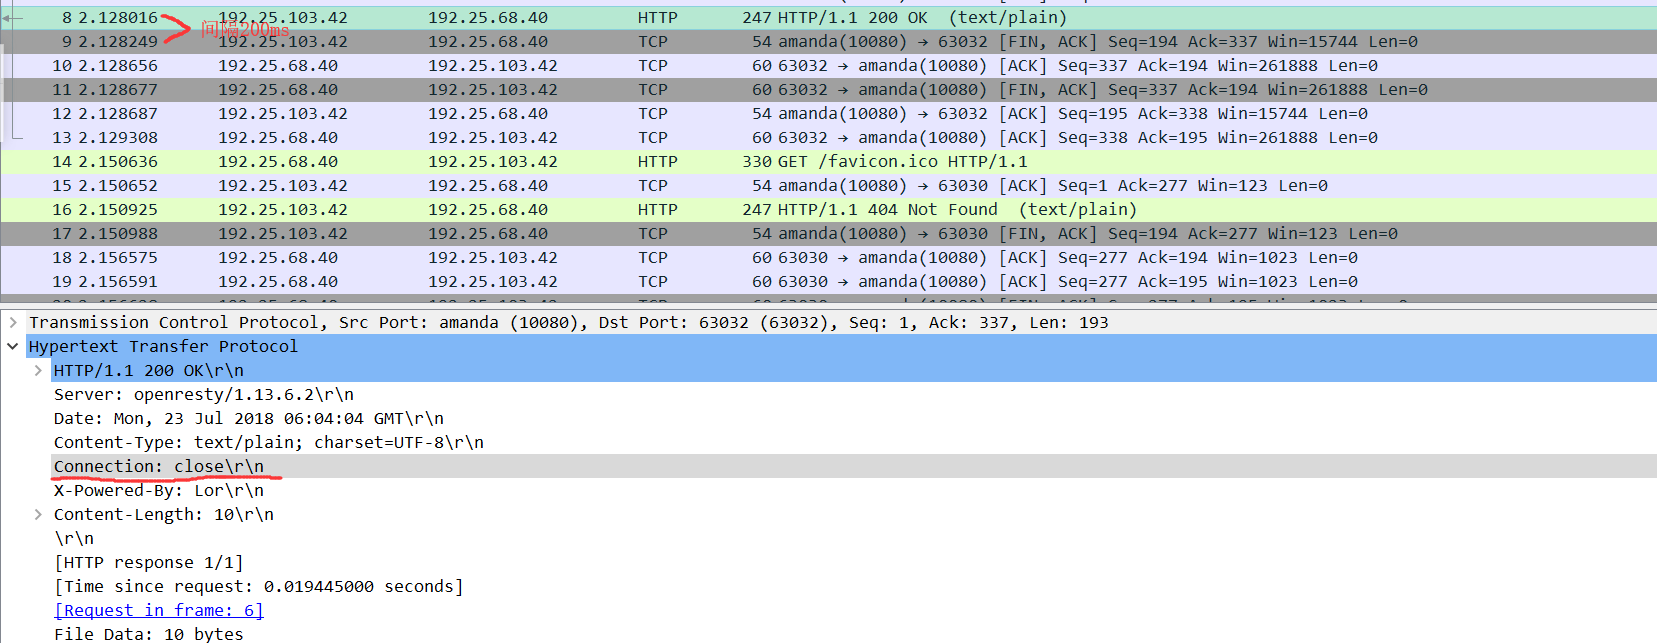 8 2.128016 192.25.103.42 192.25.68.40 HTTP 247 HTTP/1.1 200 OK (text/plain)
间隔200ms
9 2.128249 192.25.103.42 192.25.68.40 TCP 54 amanda(10080) → 63032 [FIN, ACK] Seq=194 Ack=337 Win=15744 Len=0
10 2.128656 192.25.68.40 192.25.103.42 TCP 60 63032 → amanda(10080) [ACK] Seq=337 Ack=194 Win=261888 Len=0
11 2.128677 192.25.68.40 192.25.103.42 TCP 60 63032 → amanda(10080) [FIN, ACK] Seq=337 Ack=194 Win=261888 Len=0
12 2.128687 192.25.103.42 192.25.68.40 TCP 54 amanda(10080) → 63032 [ACK] Seq=195 Ack=338 Win=15744 Len=0
13 2.129308 192.25.68.40 192.25.103.42 TCP 60 63032 → amanda(10080) [ACK] Seq=338 Ack=195 Win=261888 Len=0
14 2.150636 192.25.68.40 192.25.103.42 HTTP 330 GET /favicon.ico HTTP/1.1
15 2.150652 192.25.103.42 192.25.68.40 TCP 54 amanda(10080) → 63030 [ACK] Seq=1 Ack=277 Win=123 Len=0
16 2.150925 192.25.103.42 192.25.68.40 HTTP 247 HTTP/1.1 404 Not Found (text/plain)
17 2.150988 192.25.103.42 192.25.68.40 TCP 54 amanda(10080) → 63030 [FIN, ACK] Seq=194 Ack=277 Win=123 Len=0
18 2.156575 192.25.68.40 192.25.103.42 TCP 60 63030 → amanda(10080) [ACK] Seq=277 Ack=194 Win=1023 Len=0
19 2.156591 192.25.68.40 192.25.103.42 TCP 60 63030 → amanda(10080) [ACK] Seq=277 Ack=195 Win=1023 Len=0
Transmission Control Protocol, Src Port: amanda (10080), Dst Port: 63032 (63032), Seq: 1, Ack: 337, Len: 193
Hypertext Transfer Protocol
HTTP/1.1 200 OK\r\n
Server: openresty/1.13.6.2\r\n
Date: Mon, 23 Jul 2018 06:04:04 GMT\r\n
Content-Type: text/plain; charset=UTF-8\r\n
Connection: close\r\n
X-Powered-By: Lor\r\n
Content-Length: 10\r\n
\r\n
[HTTP response 1/1]
[Time since request: 0.019445000 seconds]
[Request in frame: 6]
File Data: 10 bytes